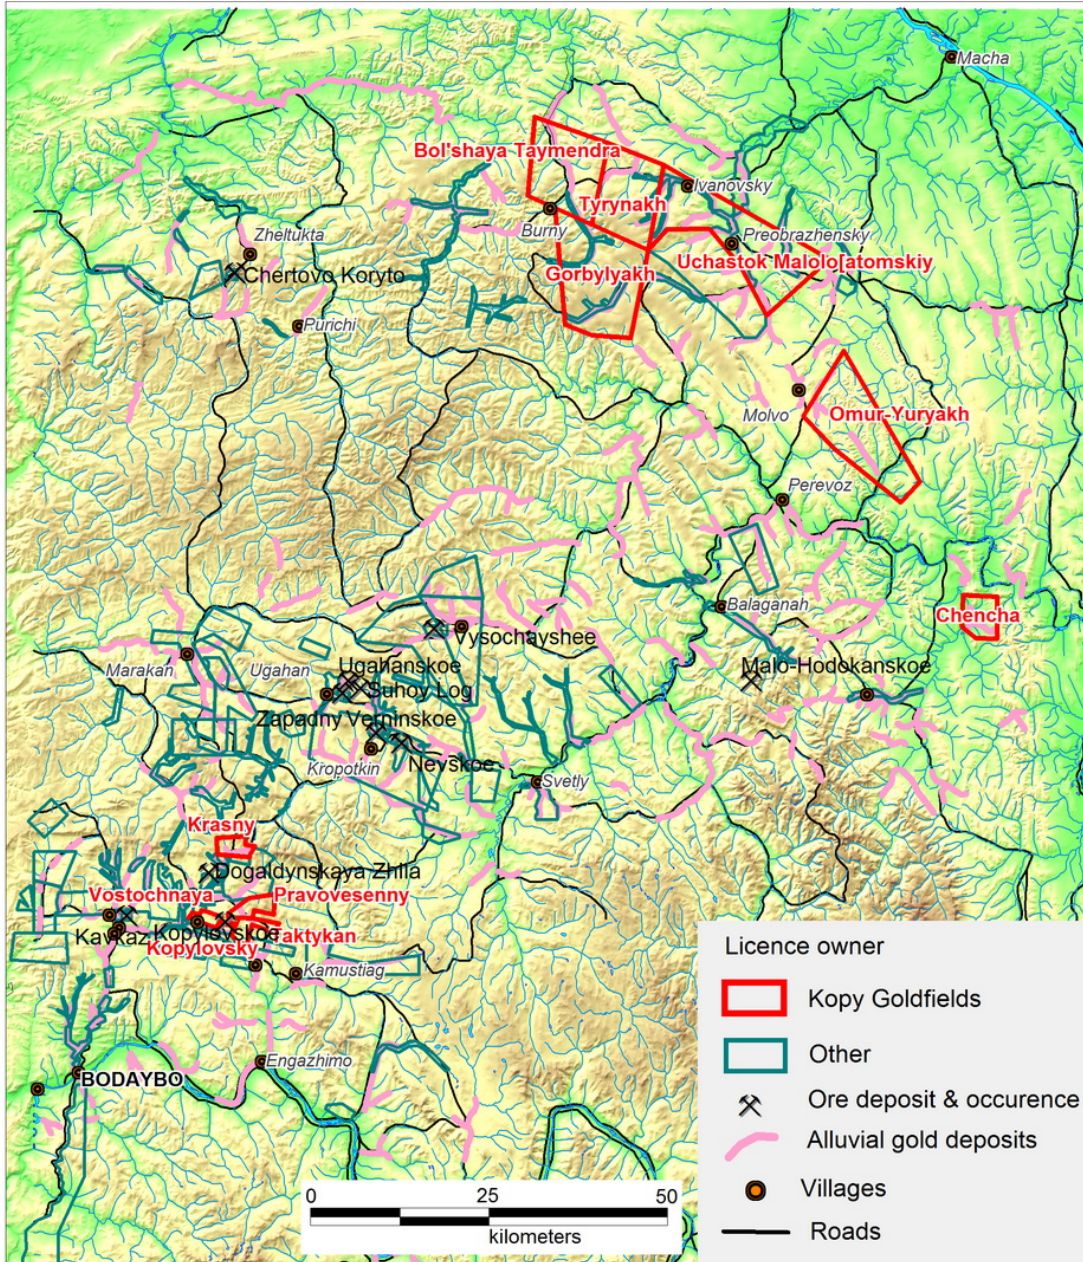 Macha
Bol'shaya Taymendra
Ivanovsky
Tyrynakh
Burny
Zheltukta
Preobrazhensky
Uchastok Malolo[atomskiy
Chertovo Koryto
Gorbylyakh
Purichi
Molvo
Omur-Yuryakh
Perevoz
Balaganah
Chencha
Vysochayshee
Marakan
Ugahan
Ugahanskoe
Malo-Hodokanskoe
Suhoy Log
Zapadny
Verninskoe
Kropotkin
Nevskoe
Svetly
Krasny
Dogaldynskaya Zhila
Vostochnaya
Pravovesenny
Kavkaz
Kopylovskoe
Taktykan
Kopylovsky
Kamustiag
Engazhimo
BODAYBO
Licence owner
Kopy Goldfields
Other
Ore deposit & occurence
Alluvial gold deposits
Villages
Roads
0 25 50
kilometers